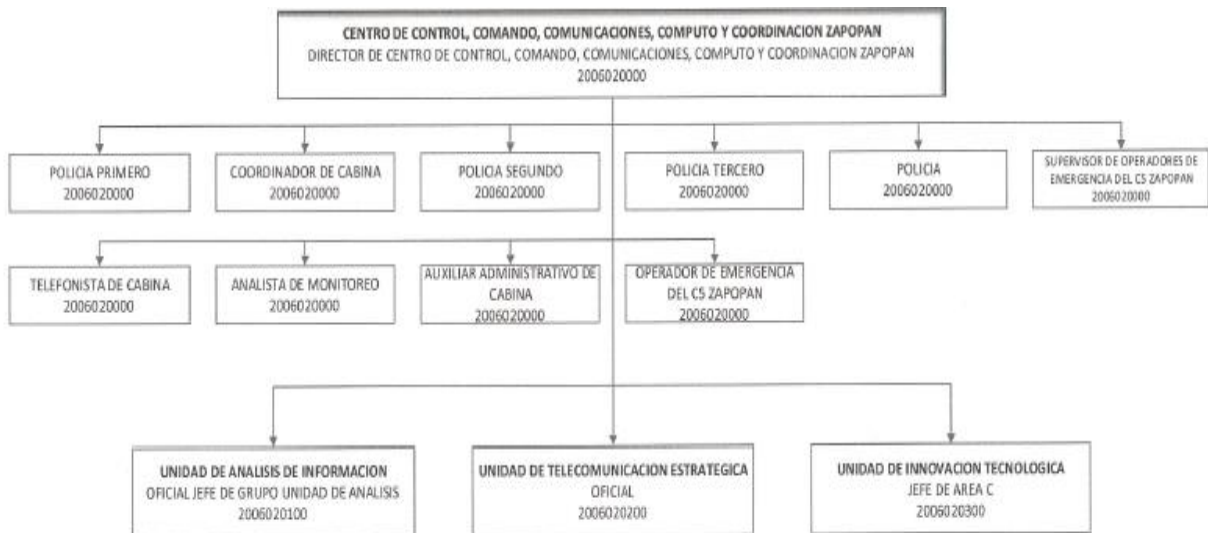 CENTRO DE CONTROL, COMANDO, COMUNICACIONES, COMPUTO Y COORDINACION ZAPOPAN
DIRECTOR DE CENTRO DE CONTROL, COMANDO, COMUNICACIONES, COMPUTO Y COORDINACION ZAPOPAN
2006020000
POLICIA PRIMERO
2006020000
COORDINADOR DE CABINA
2006020000
POLICIA SEGUNDO
2006020000
POLICIA TERCERO
2006020000
POLICIA
2006020000
SUPERVISOR DE OPERADORES DE
EMERGENCIA DEL C5 ZAPOPAN
2006020000
TELEFONISTA DE CABINA
2006020000
ANALISTA DE MONITOREO
2006020000
AUXILIAR ADMINISTRATIVO DE
CABINA
2006020000
OPERADOR DE EMERGENCIA
DEL C5 ZAPOPAN
2006020000
UNIDAD DE ANALISIS DE INFORMACION
OFICIAL JEFE DE GRUPO UNIDAD DE ANALISIS
2006020100
UNIDAD DE TELECOMUNICACION ESTRATEGICA
OFICIAL
2006020200
UNIDAD DE INNOVACION TECNOLOGICA
JEFE DE AREA C
2006020300